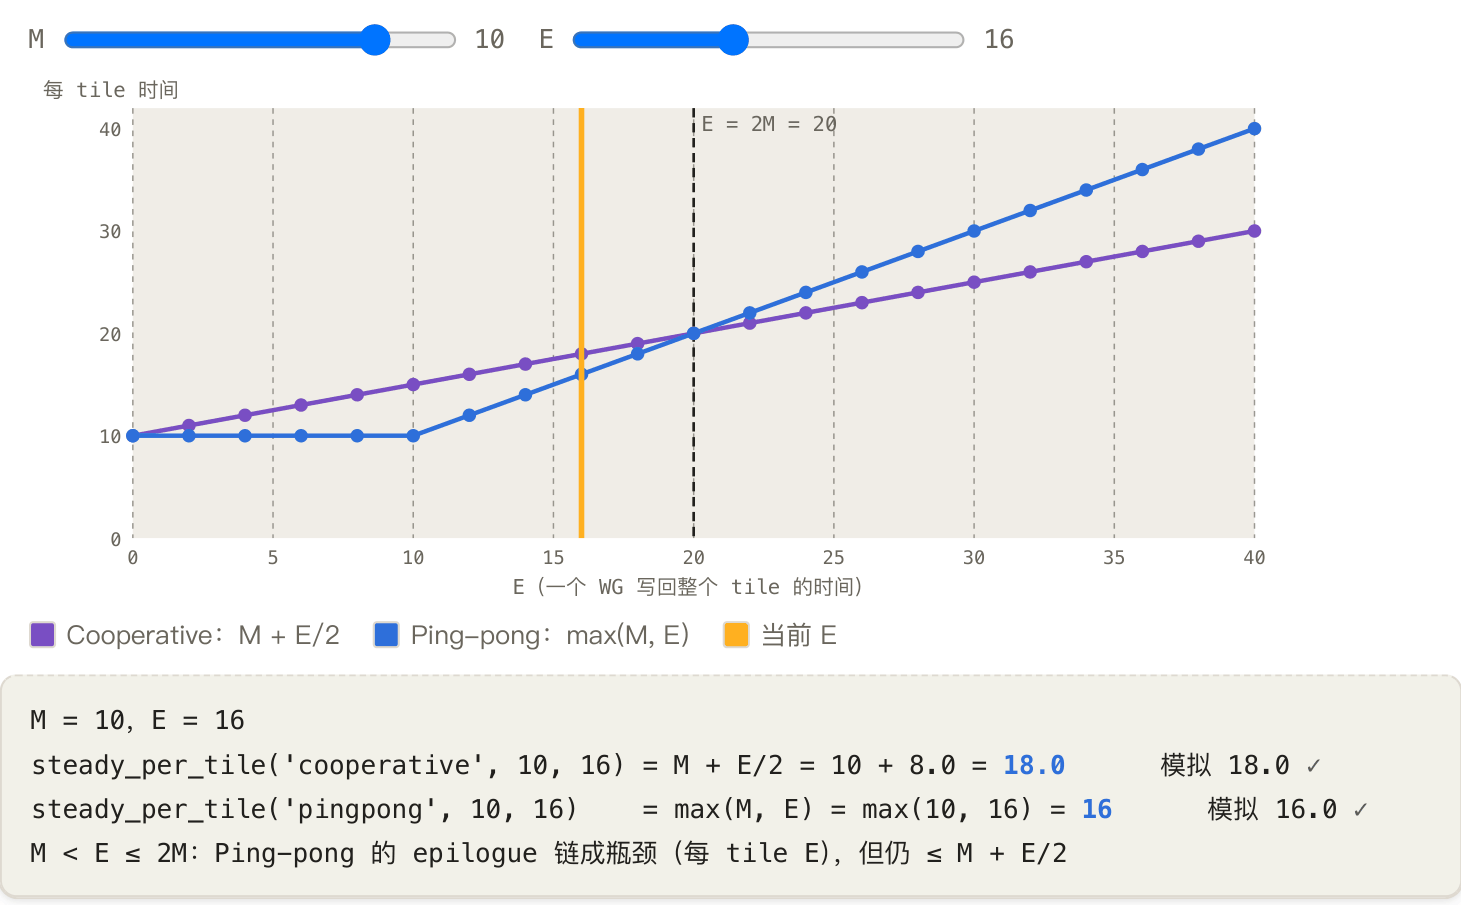 M 10 E 16
每 tile 时间
E = 2M = 20
40
30
20
10
0
0 5 10 15 20 25 30 35 40
E（一个 WG 写回整个 tile 的时间）
Cooperative：M + E/2 Ping-pong：max(M, E) 当前 E
M = 10, E = 16
steady_per_tile('cooperative', 10, 16) = M + E/2 = 10 + 8.0 = 18.0 模拟 18.0 ✓
steady_per_tile('pingpong', 10, 16) = max(M, E) = max(10, 16) = 16 模拟 16.0 ✓
M < E ≤ 2M：Ping-pong 的 epilogue 链成瓶颈（每 tile E），但仍 ≤ M + E/2